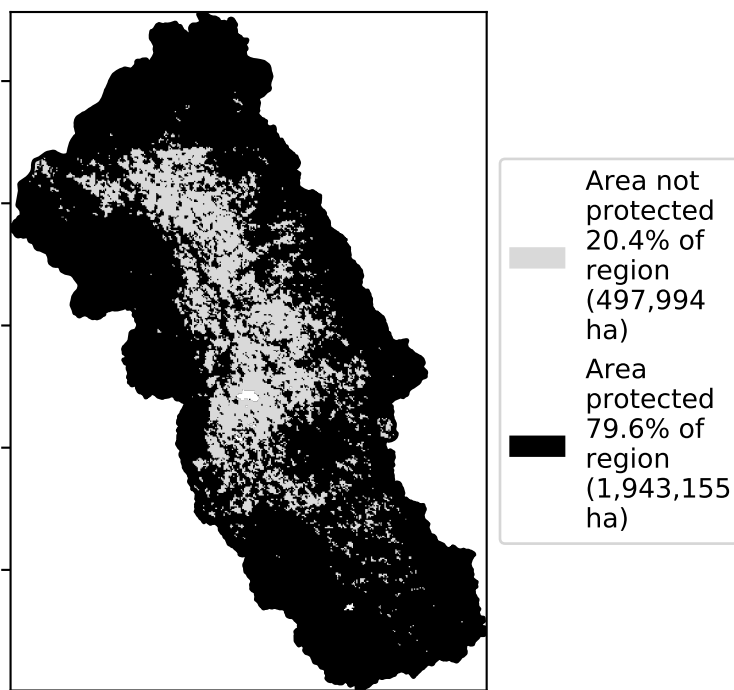 Area not
protected
20.4% of
region
(497,994
ha)
Area
protected
79.6% of
region
(1,943,155
ha)